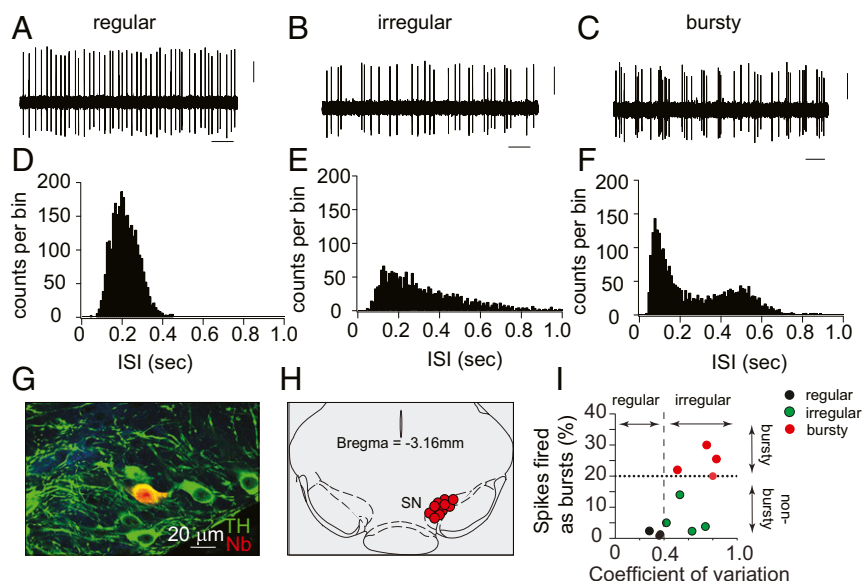 A
regular
B
irregular
C
bursty
D
200
150
100
50
0
counts per bin
0 0.2 0.4 0.6 0.8 1.0
ISI (sec)
E
200
150
100
50
0
counts per bin
0 0.2 0.4 0.6 0.8 1.0
ISI (sec)
F
200
150
100
50
0
counts per bin
0 0.2 0.4 0.6 0.8 1.0
ISI (sec)
G
20 μm
TH
Nb
H
Bregma = -3.16mm
SN
I
regular irregular
regular
irregular
bursty
40
30
20
10
0
Spikes fired
as bursts (%)
bursty
non-
bursty
0 0.4 1.0
Coefficient of variation